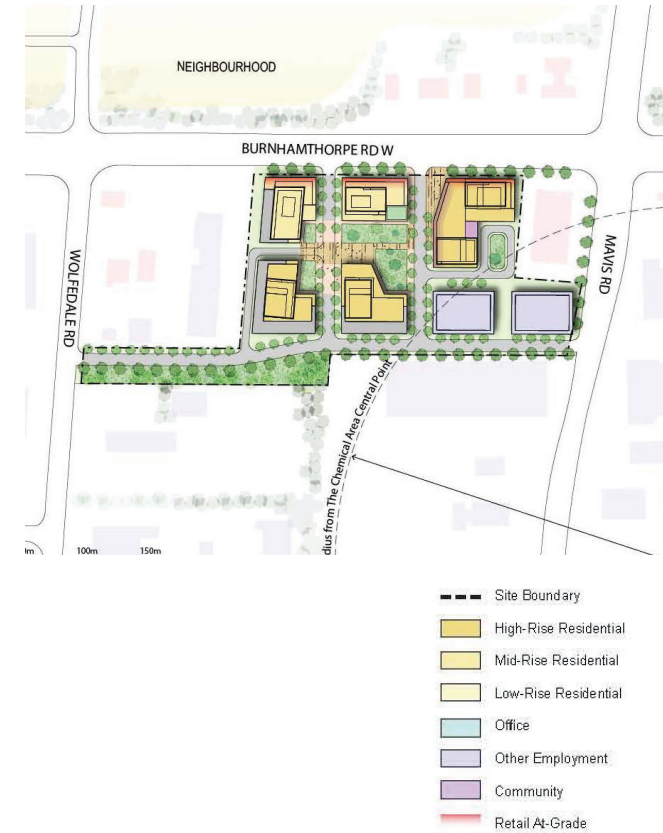 NEIGHBOURHOOD
BURNHAMTHORPE RD W
WOLFEDALE RD
MAVIS RD
dius from The Chemical Area Central Point
100m
150m
Site Boundary
High-Rise Residential
Mid-Rise Residential
Low-Rise Residential
Office
Other Employment
Community
Retail At-Grade